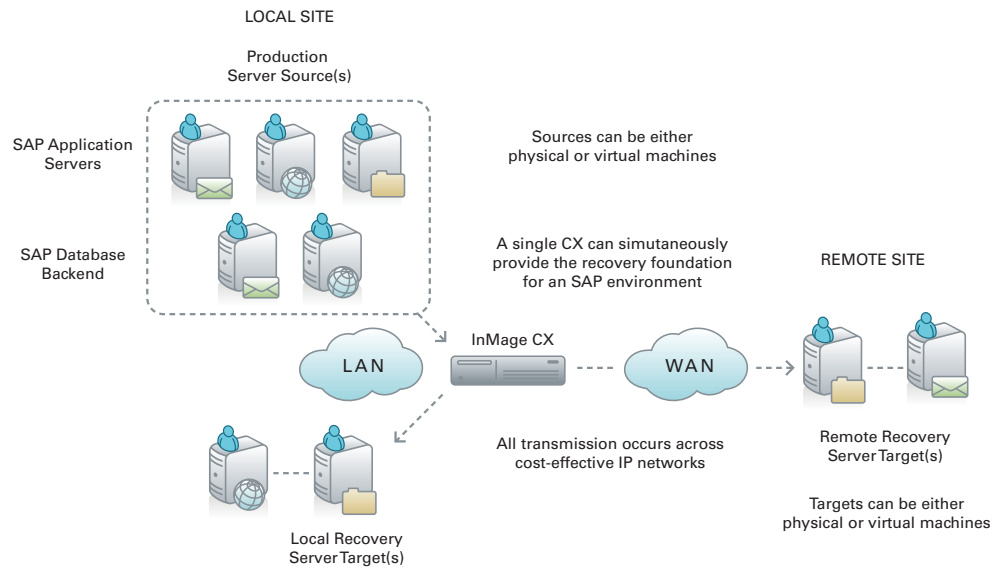 LOCAL SITE
Production
Server Source(s)
SAP Application
Servers
Sources can be either
physical or virtual machines
SAP Database
Backend
A single CX can simutaneously
provide the recovery foundation
for an SAP environment
REMOTE SITE
InMage CX
LAN
WAN
All transmission occurs across
cost-effective IP networks
Remote Recovery
Server Target(s)
Targets can be either
physical or virtual machines
Local Recovery
Server Target(s)